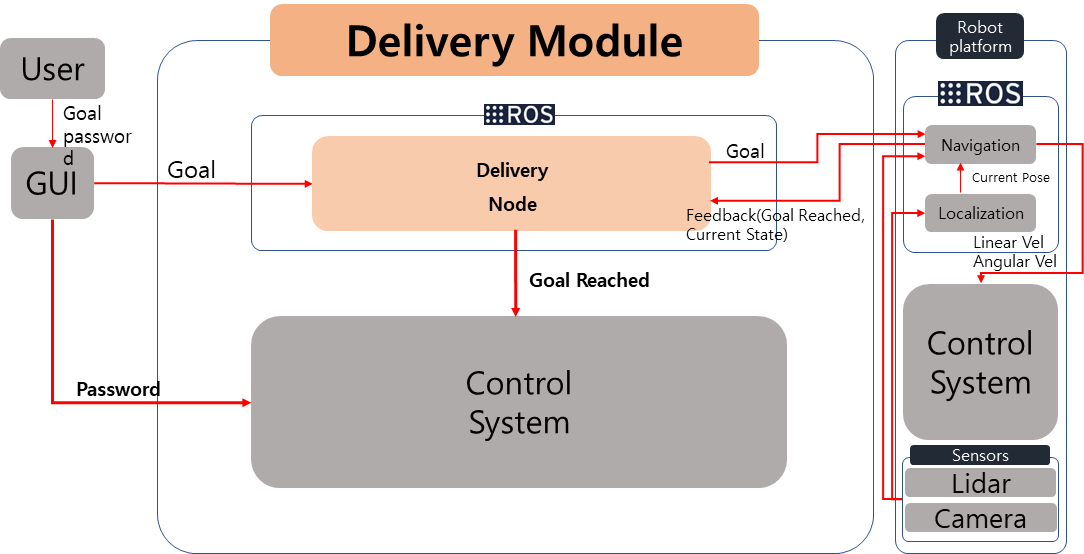 Delivery Module
User
Goal
passwor
d
GUI
Goal
ROS
Delivery
Node
Goal
Feedback(Goal Reached,
Current State)
Goal Reached
Password
Control
System
Robot
platform
ROS
Navigation
Current Pose
Localization
Linear Vel
Angular Vel
Control
System
Sensors
Lidar
Camera